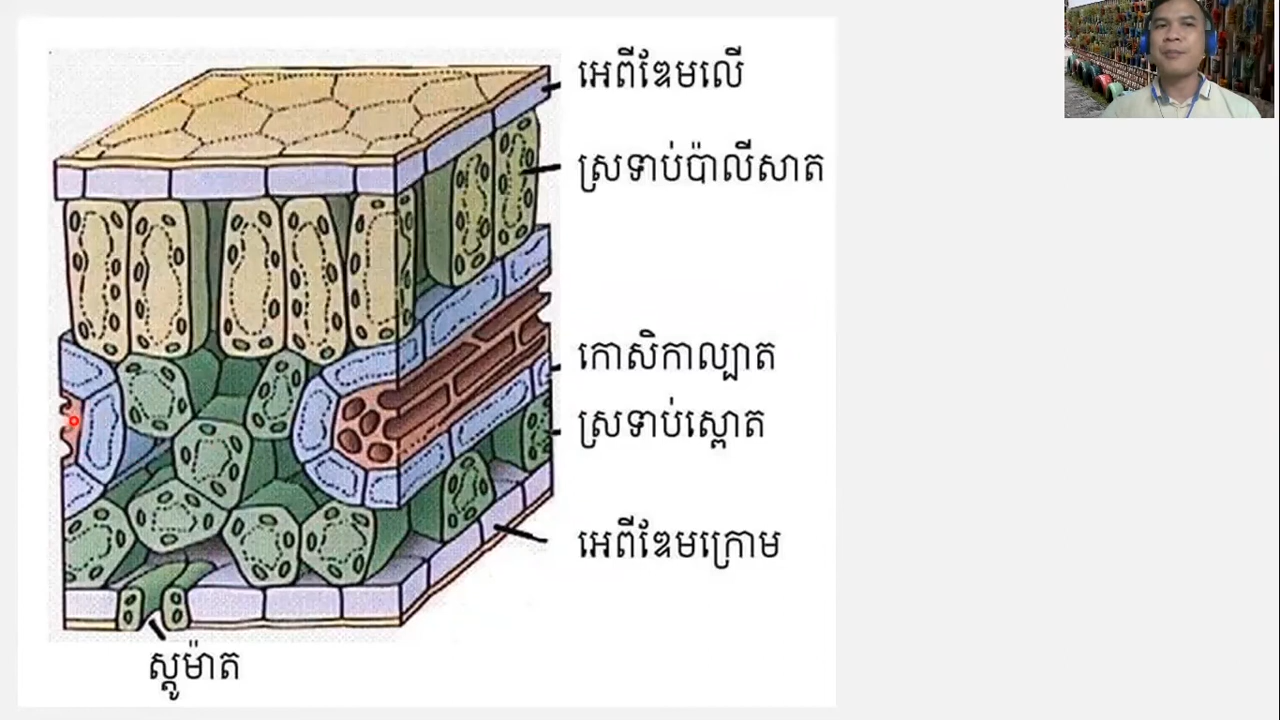 អេពីឌែមលើ
ស្រទាប់ប៉ាលីសាត
កោសិកាល្បាត
ស្រទាប់ស្ពោត
អេពីឌែមក្រោម
ស្តូម៉ាត